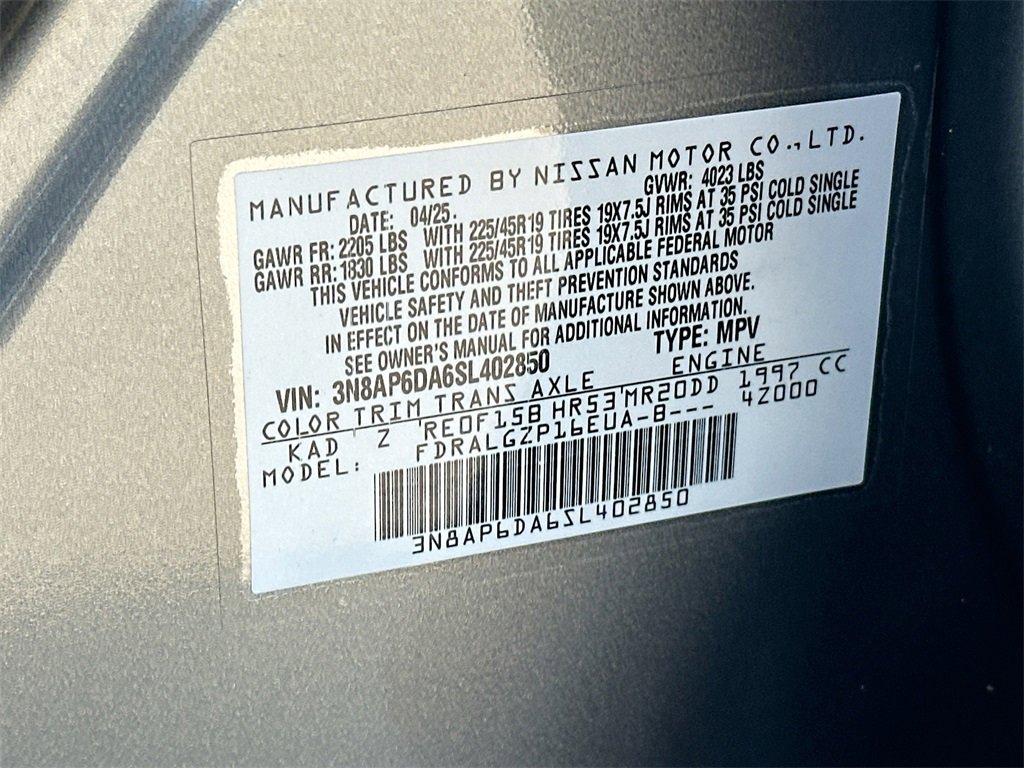 MANUFACTURED BY NISSAN MOTOR CO., LTD.
DATE: 04/25. GVWR: 4023 LBS
GAWR FR: 2205 LBS WITH 225/45R19 TIRES 19X7.5J RIMS AT 35 PSI COLD SINGLE
GAWR RR: 1830 LBS WITH 225/45R19 TIRES 19X7.5J RIMS AT 35 PSI COLD SINGLE
THIS VEHICLE CONFORMS TO ALL APPLICABLE FEDERAL MOTOR
VEHICLE SAFETY AND THEFT PREVENTION STANDARDS
IN EFFECT ON THE DATE OF MANUFACTURE SHOWN ABOVE.
SEE OWNER'S MANUAL FOR ADDITIONAL INFORMATION.
VIN: 3N8AP6DA6SL402850 TYPE: MPV
COLOR TRIM TRANS AXLE ENGINE
KAD Z RE0F15B HR53 MR20DD 1997 CC
MODEL: FDRALGZP16EUA-B--- 4Z000
3N8AP6DA6SL402850